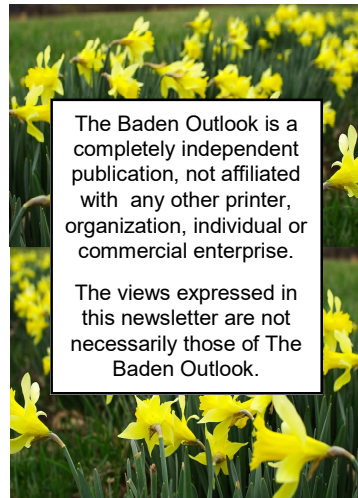 The Baden Outlook is a
completely independent
publication, not affiliated
with  any other printer,
organization, individual or
commercial enterprise.
The views expressed in
this newsletter are not
necessarily those of The
Baden Outlook.